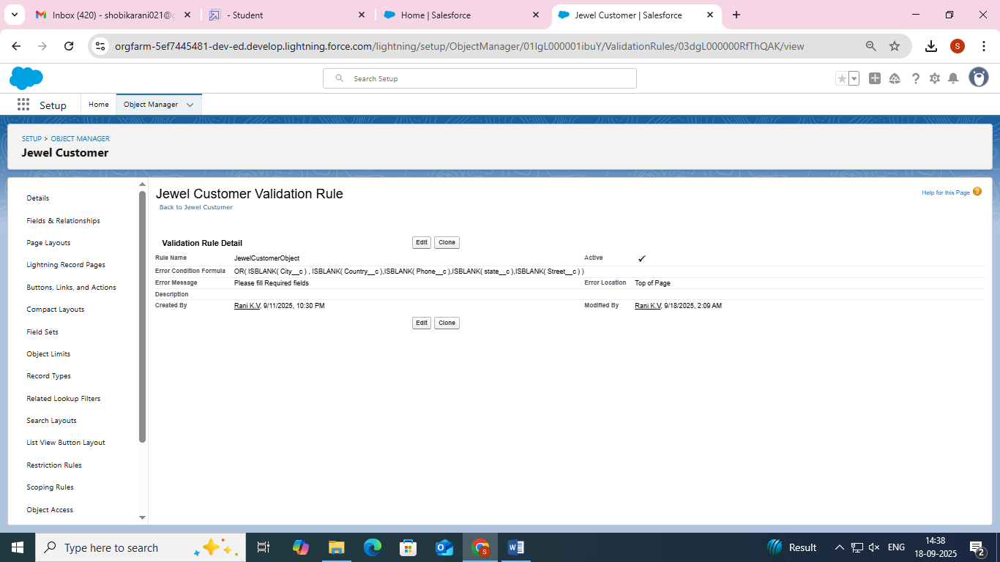 Inbox (420) - shobikarani021@g
- Student
Home | Salesforce
Jewel Customer | Salesforce
orgfarm-5ef7445481-dev-ed.develop.lightning.force.com/lightning/setup/ObjectManager/01IgL000001ibuY/ValidationRules/03dgL000000RfThQAK/view
S
Search Setup
Setup
Home
Object Manager
SETUP > OBJECT MANAGER
Jewel Customer
Details
Fields & Relationships
Page Layouts
Lightning Record Pages
Buttons, Links, and Actions
Compact Layouts
Field Sets
Object Limits
Record Types
Related Lookup Filters
Search Layouts
List View Button Layout
Restriction Rules
Scoping Rules
Object Access
Jewel Customer Validation Rule
Help for this Page ?
Back to Jewel Customer
Validation Rule Detail
Edit Clone
Rule Name JewelCustomerObject Active
Error Condition Formula OR( ISBLANK( City__c ) , ISBLANK( Country__c ),ISBLANK( Phone__c ),ISBLANK( state__c ),ISBLANK( Street__c ) )
Error Message Please fill Required fields Error Location Top of Page
Description
Created By Rani K.V, 9/11/2025, 10:30 PM Modified By Rani K.V, 9/18/2025, 2:09 AM
Edit Clone
Type here to search
S
Result
ENG
14:38
18-09-2025
2